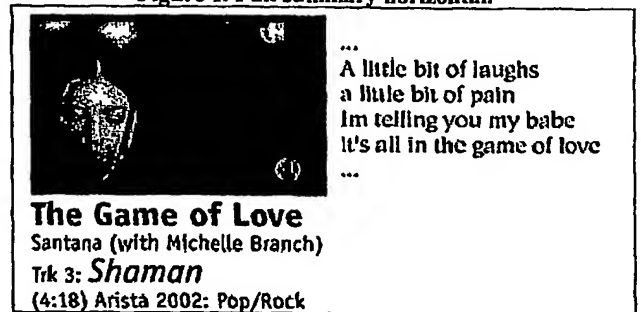 ...
A little bit of laughs
a little bit of pain
Im telling you my babe
It's all in the game of love
...
The Game of Love
Santana (with Michelle Branch)
Trk 3: Shaman
(4:18) Arista 2002: Pop/Rock